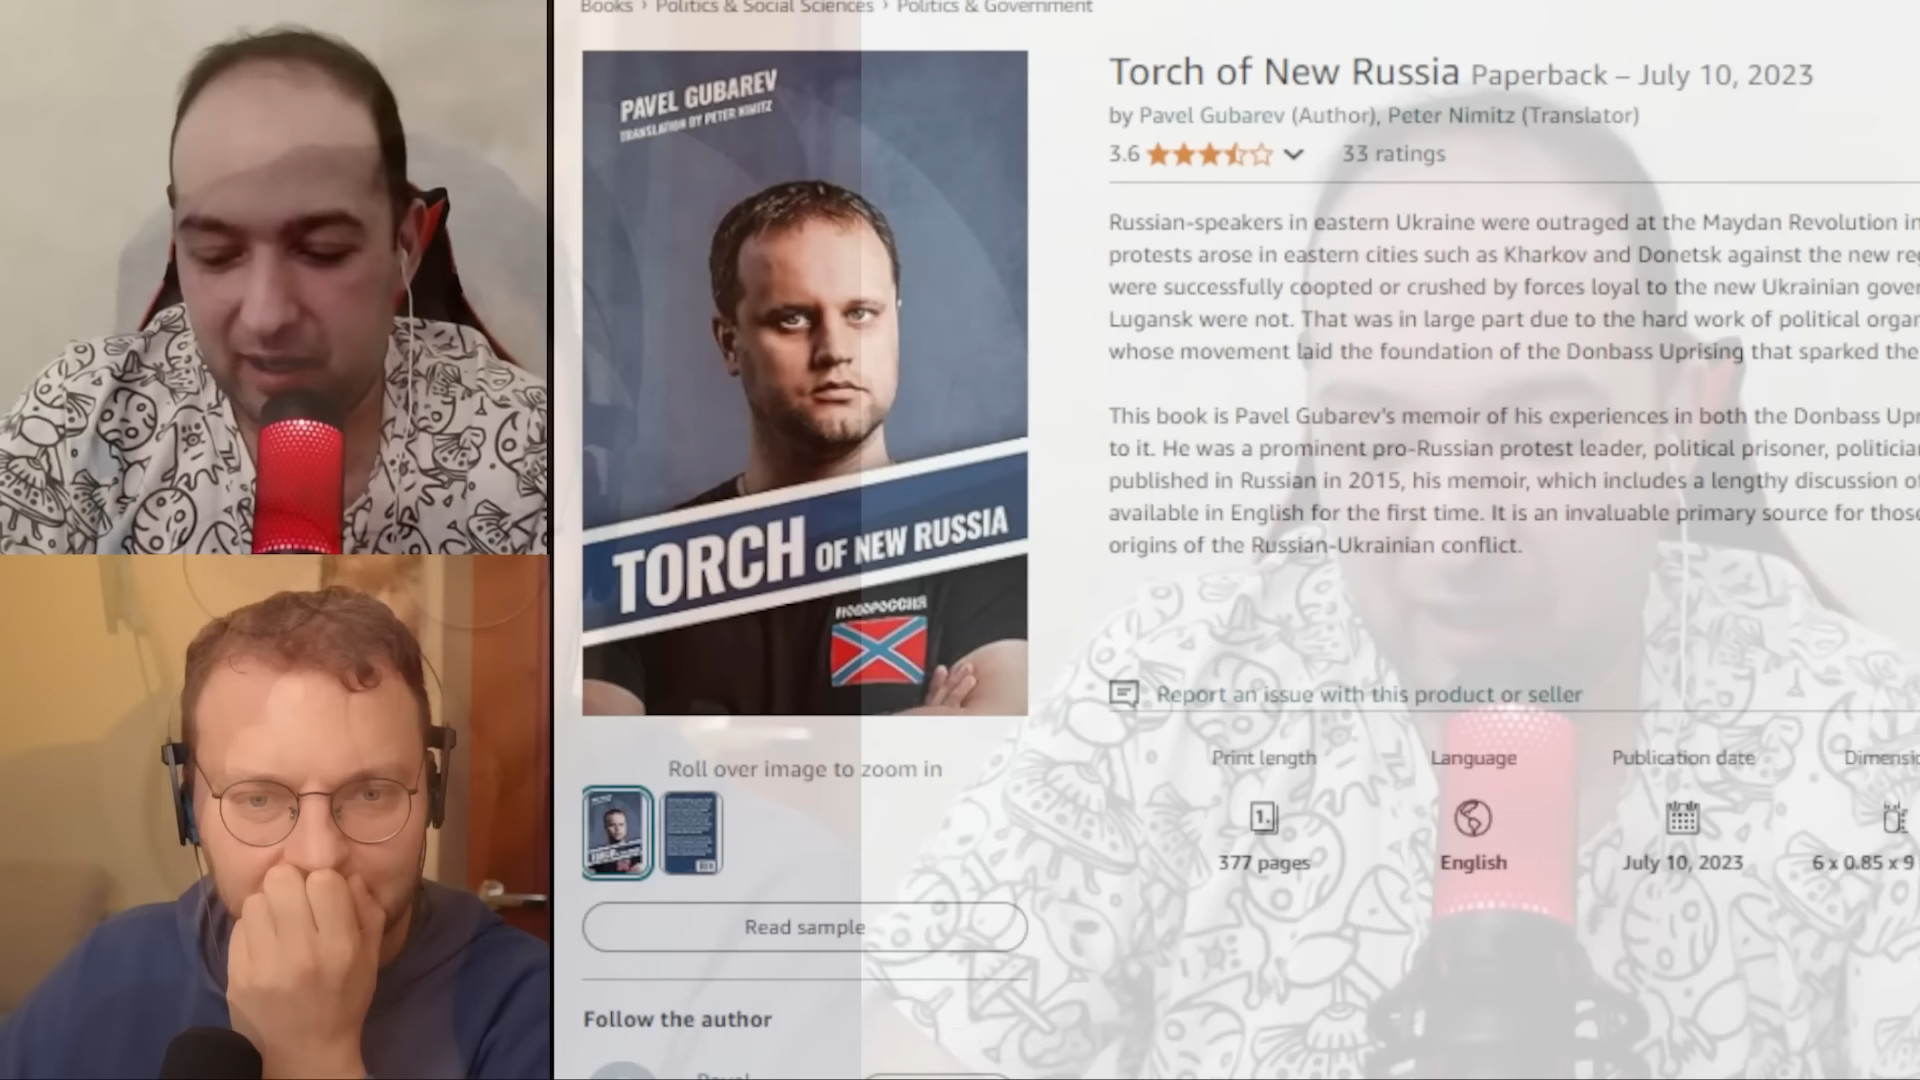 Books › Politics & Social Sciences › Politics & Government
PAVEL GUBAREV
TRANSLATION BY PETER NIMITZ
TORCH OF NEW RUSSIA
НОВОРОССИЯ
Torch of New Russia Paperback – July 10, 2023
by Pavel Gubarev (Author), Peter Nimitz (Translator)
3.6 33 ratings
Russian-speakers in eastern Ukraine were outraged at the Maydan Revolution in
protests arose in eastern cities such as Kharkov and Donetsk against the new
were successfully coopted or crushed by forces loyal to the new Ukrainian
Lugansk were not. That was in large part due to the hard work of political
whose movement laid the foundation of the Donbass Uprising that sparked the
This book is Pavel Gubarev's memoir of his experiences in both the Donbass
to it. He was a prominent pro-Russian protest leader, political prisoner,
published in Russian in 2015, his memoir, which includes a lengthy discussion
available in English for the first time. It is an invaluable primary source for
origins of the Russian-Ukrainian conflict.
Report an issue with this product or seller
Roll over image to zoom in
Print length
Language
Publication date
377 pages
English
July 10, 2023
6 x 0.85 x 9
Read sample
Follow the author